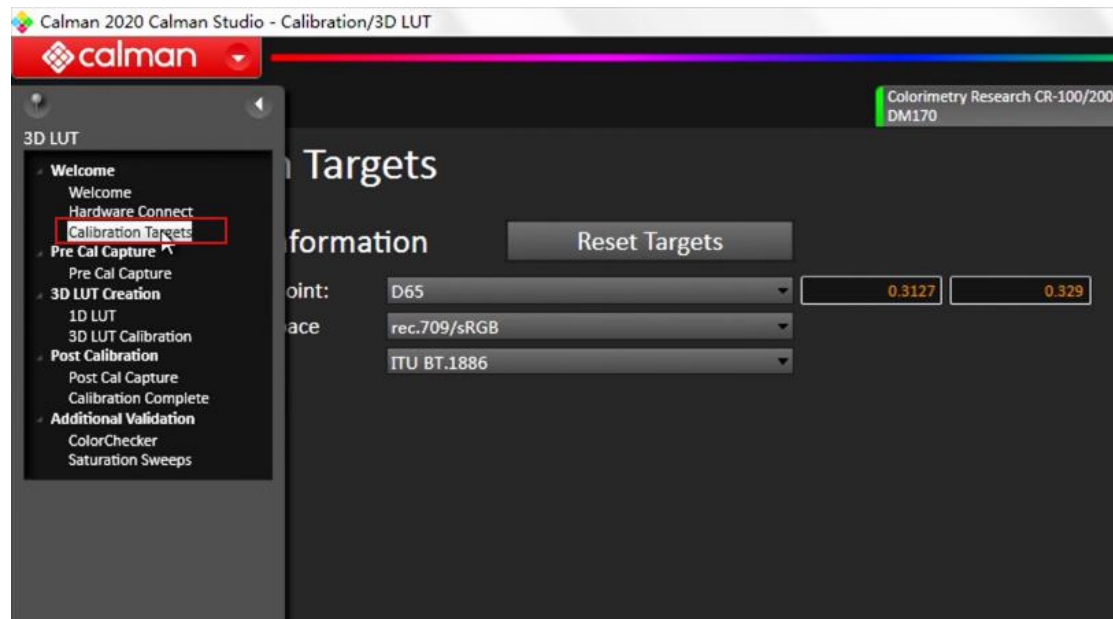 Calman 2020 Calman Studio - Calibration/3D LUT
calman
Colorimetry Research CR-100/200
DM170
3D LUT
Welcome
Welcome
Hardware Connect
Calibration Targets
Pre Cal Capture
Pre Cal Capture
3D LUT Creation
1D LUT
3D LUT Calibration
Post Calibration
Post Cal Capture
Calibration Complete
Additional Validation
ColorChecker
Saturation Sweeps
Targets
formation
Reset Targets
oint:
D65
0.3127
0.329
ace
rec.709/sRGB
ITU BT.1886